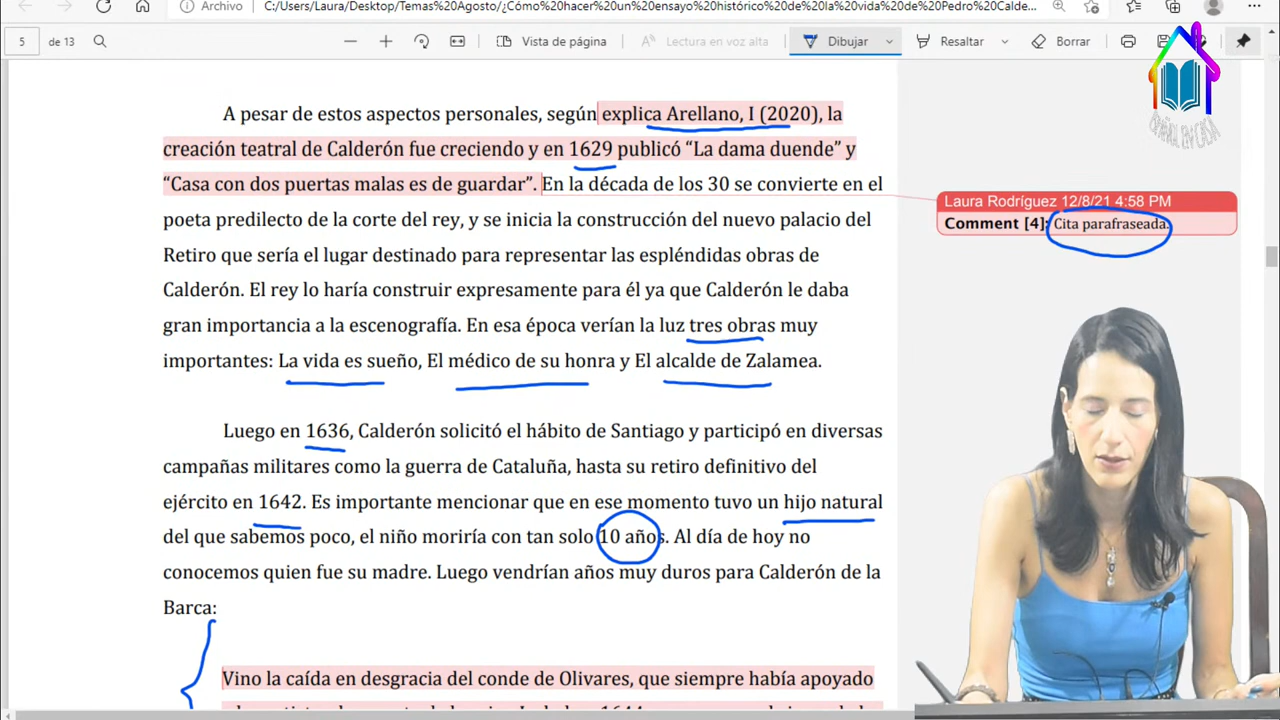 Archivo
C:/Users/Laura/Desktop/Temas%20Agosto/¿Cómo%20hacer%20un%20ensayo%20histórico%20de%20la%20vida%20de%20Pedro%20Calde...
5 de 13
Vista de página
Lectura en voz alta
Dibujar
Resaltar
Borrar
ESPAÑOL EN CASA
A pesar de estos aspectos personales, según explica Arellano, I (2020), la
creación teatral de Calderón fue creciendo y en 1629 publicó “La dama duende” y
“Casa con dos puertas malas es de guardar”. En la década de los 30 se convierte en el
poeta predilecto de la corte del rey, y se inicia la construcción del nuevo palacio del
Retiro que sería el lugar destinado para representar las espléndidas obras de
Calderón. El rey lo haría construir expresamente para él ya que Calderón le daba
gran importancia a la escenografía. En esa época verían la luz tres obras muy
importantes: La vida es sueño, El médico de su honra y El alcalde de Zalamea.
Laura Rodríguez 12/8/21 4:58 PM
Comment [4]: Cita parafraseada.
Luego en 1636, Calderón solicitó el hábito de Santiago y participó en diversas
campañas militares como la guerra de Cataluña, hasta su retiro definitivo del
ejército en 1642. Es importante mencionar que en ese momento tuvo un hijo natural
del que sabemos poco, el niño moriría con tan solo 10 años. Al día de hoy no
conocemos quien fue su madre. Luego vendrían años muy duros para Calderón de la
Barca:
Vino la caída en desgracia del conde de Olivares, que siempre había apoyado